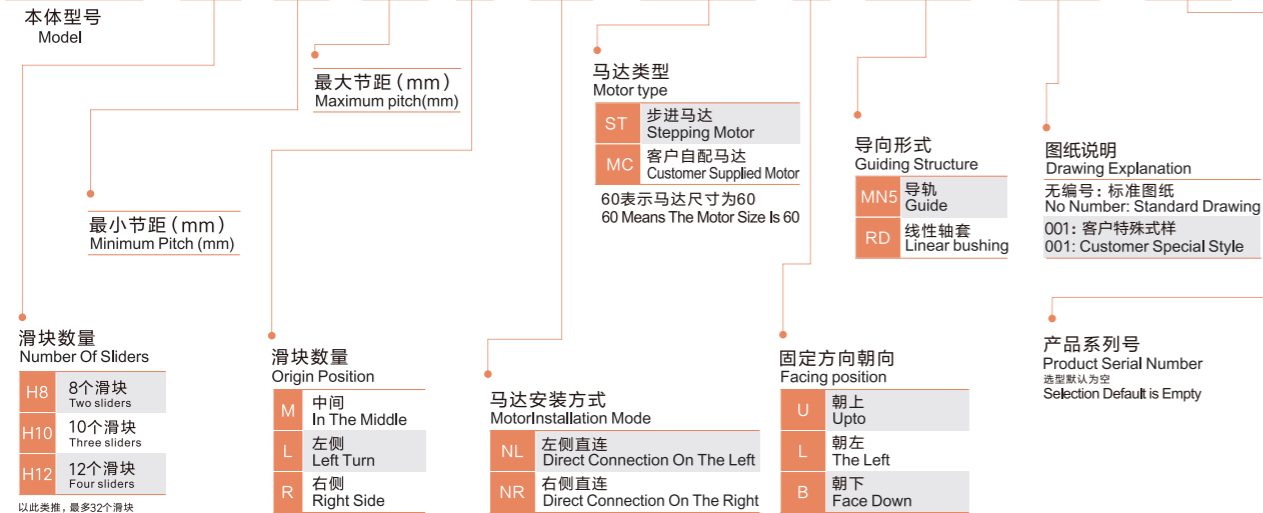 本体型号
Model
最大节距（mm）
Maximum pitch(mm)
最小节距（mm）
Minimum Pitch (mm)
滑块数量
Number Of Sliders
H8 8个滑块
Two sliders
H10 10个滑块
Three sliders
H12 12个滑块
Four sliders
以此类推，最多32个滑块
滑块数量
Origin Position
M 中间
In The Middle
L 左侧
Left Turn
R 右侧
Right Side
马达安装方式
MotorInstallation Mode
NL 左侧直连
Direct Connection On The Left
NR 右侧直连
Direct Connection On The Right
马达类型
Motor type
ST 步进马达
Stepping Motor
MC 客户自配马达
Customer Supplied Motor
60表示马达尺寸为60
60 Means The Motor Size Is 60
固定方向朝向
Facing position
U 朝上
Upto
L 朝左
The Left
B 朝下
Face Down
导向形式
Guiding Structure
MN5 导轨
Guide
RD 线性轴套
Linear bushing
图纸说明
Drawing Explanation
无编号：标准图纸
No Number: Standard Drawing
001：客户特殊式样
001: Customer Special Style
产品系列号
Product Serial Number
选型默认为空
Selection Default is Empty